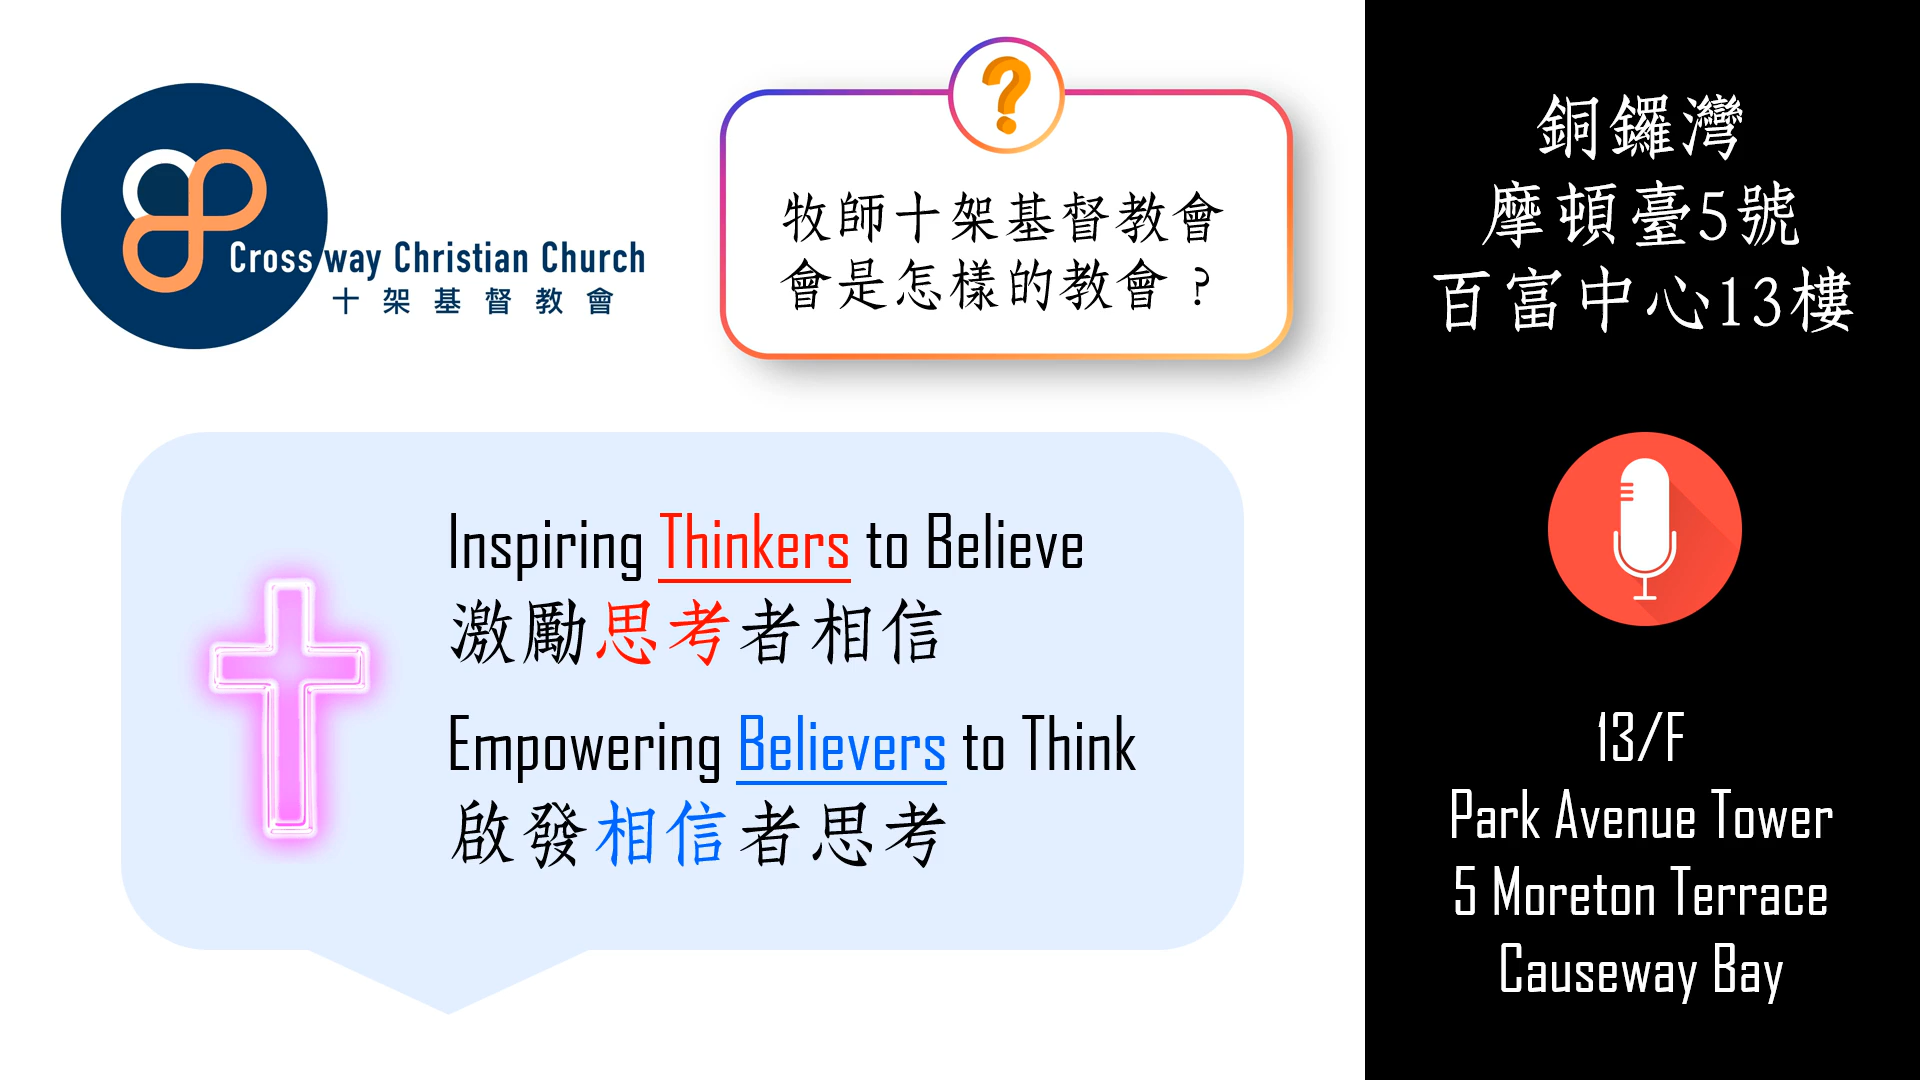 Cross way Christian Church
十架基督教會
牧師十架基督教會
會是怎樣的教會?
Inspiring Thinkers to Believe
激勵思考者相信
Empowering Believers to Think
啟發相信者思考
銅鑼灣
摩頓臺5號
百富中心13樓
13/F
Park Avenue Tower
5 Moreton Terrace
Causeway Bay